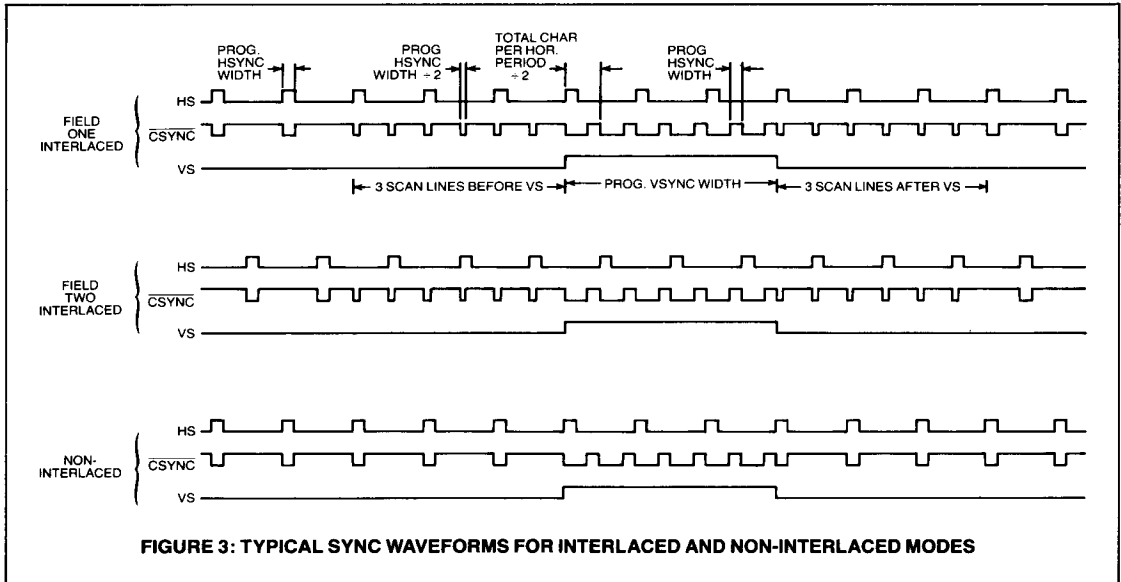 PROG.
HSYNC
WIDTH
PROG
HSYNC
WIDTH ÷2
TOTAL CHAR
PER HOR.
PERIOD
÷2
PROG
HSYNC
WIDTH
FIELD
ONE
INTERLACED
HS
CSYNC
VS
3 SCAN LINES BEFORE VS
PROG. VSYNC WIDTH
3 SCAN LINES AFTER VS
FIELD
TWO
INTERLACED
HS
CSYNC
VS
NON-
INTERLACED
HS
CSYNC
VS
FIGURE 3: TYPICAL SYNC WAVEFORMS FOR INTERLACED AND NON-INTERLACED MODES